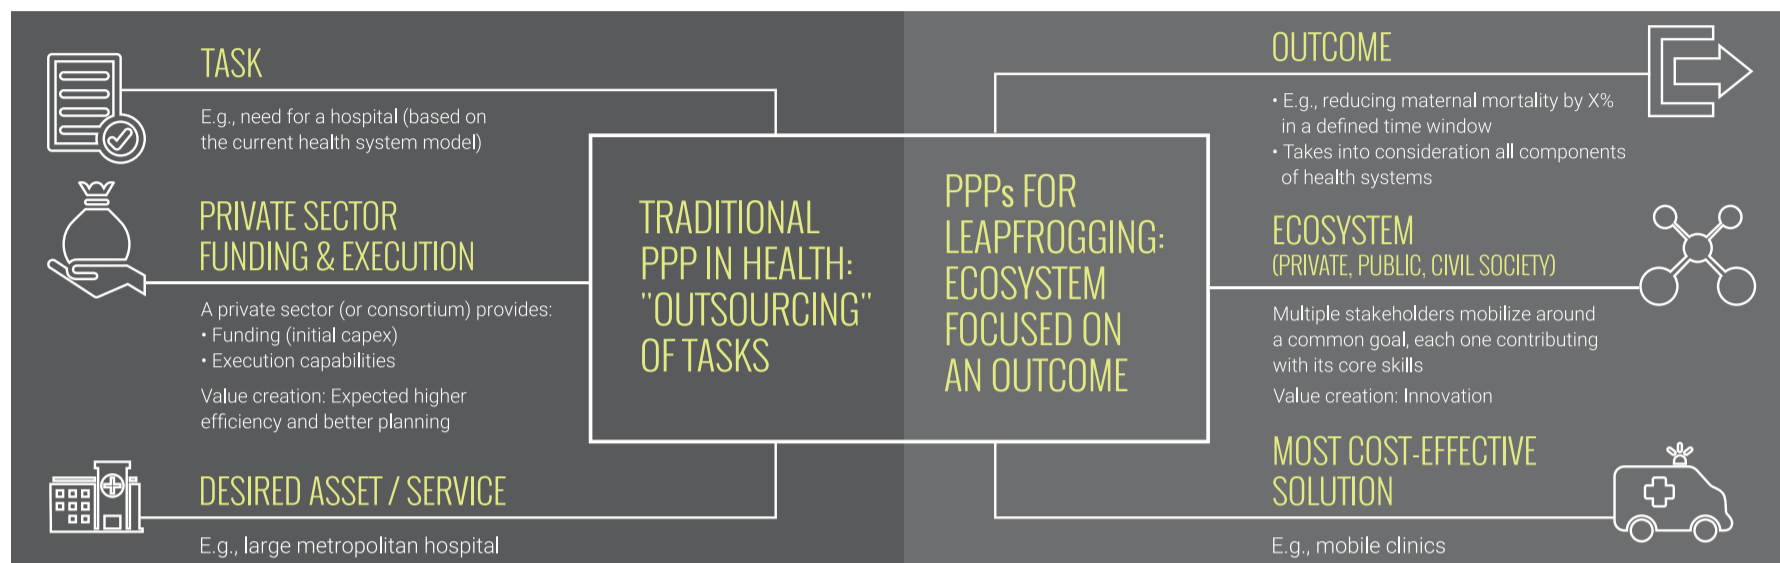 TASK
E.g., need for a hospital (based on
the current health system model)
PRIVATE SECTOR
FUNDING & EXECUTION
A private sector (or consortium) provides:
• Funding (initial capex)
• Execution capabilities
Value creation: Expected higher
efficiency and better planning
DESIRED ASSET / SERVICE
E.g., large metropolitan hospital
TRADITIONAL
PPP IN HEALTH:
"OUTSOURCING"
OF TASKS
PPPs FOR
LEAPFROGGING:
ECOSYSTEM
FOCUSED ON
AN OUTCOME
OUTCOME
• E.g., reducing maternal mortality by X%
in a defined time window
• Takes into consideration all components
of health systems
ECOSYSTEM
(PRIVATE, PUBLIC, CIVIL SOCIETY)
Multiple stakeholders mobilize around
a common goal, each one contributing
with its core skills
Value creation: Innovation
MOST COST-EFFECTIVE
SOLUTION
E.g., mobile clinics